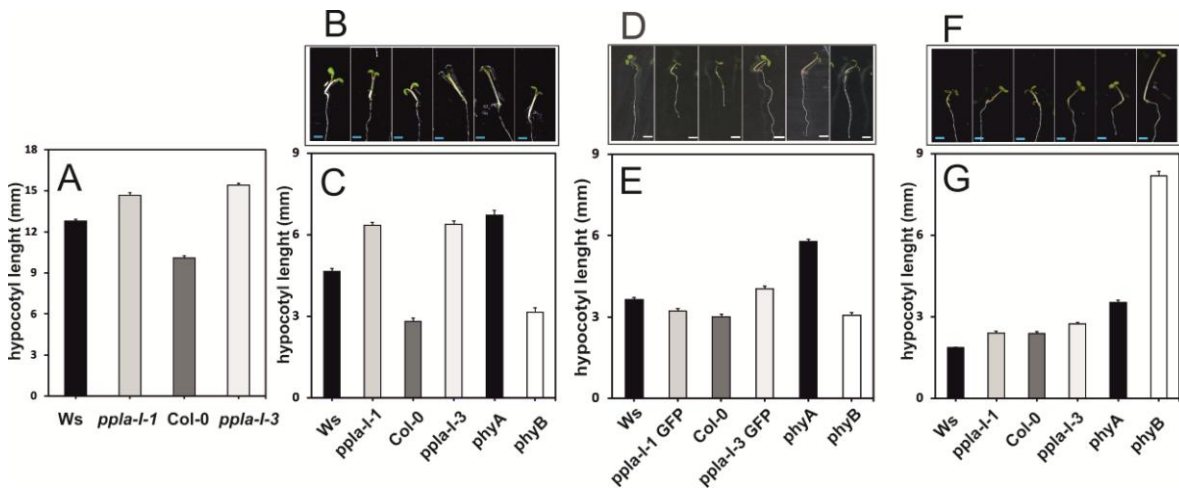 B
D
F
A
hypocotyl lenght (mm)
18
15
12
9
6
3
0
Ws
ppla-I-1
Col-0
ppla-I-3
C
hypocotyl lenght (mm)
9
6
3
0
Ws
ppla-I-1
Col-0
ppla-I-3
phyA
phyB
E
hypocotyl lenght (mm)
9
6
3
0
Ws
ppla-I-1 GFP
Col-0
ppla-I-3 GFP
phyA
phyB
G
hypocotyl lenght (mm)
9
6
3
0
Ws
ppla-I-1
Col-0
ppla-I-3
phyA
phyB